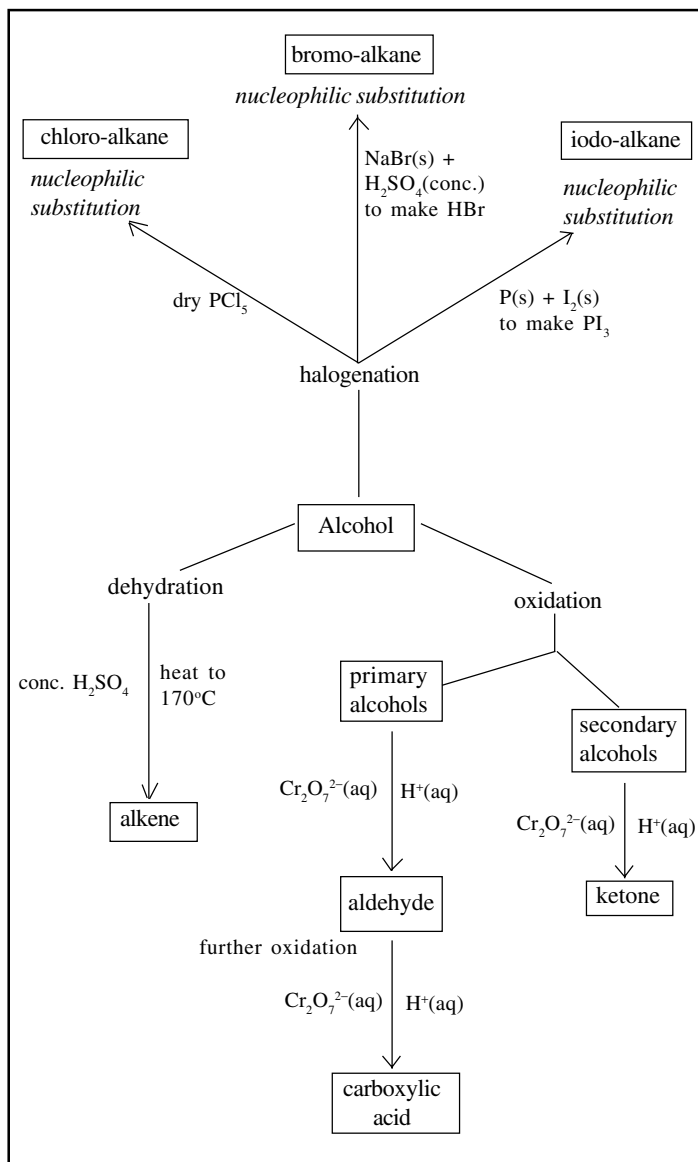 bromo-alkane
nucleophilic substitution
chloro-alkane
nucleophilic
substitution
iodo-alkane
nucleophilic
substitution
NaBr(s) +
H₂SO₄(conc.)
to make HBr
dry PCl₅
P(s) + I₂(s)
to make PI₃
halogenation
Alcohol
dehydration
oxidation
conc. H₂SO₄
heat to
170°C
alkene
primary
alcohols
secondary
alcohols
Cr₂O₇²⁻(aq) H⁺(aq)
Cr₂O₇²⁻(aq) H⁺(aq)
aldehyde
ketone
further oxidation
Cr₂O₇²⁻(aq) H⁺(aq)
carboxylic
acid